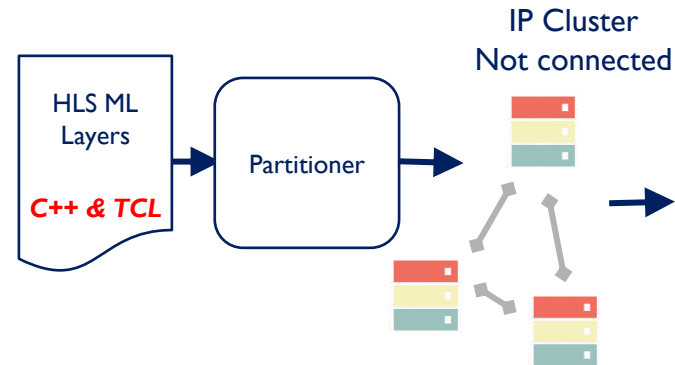 HLS ML
Layers
C++ & TCL
Partitioner
IP Cluster
Not connected